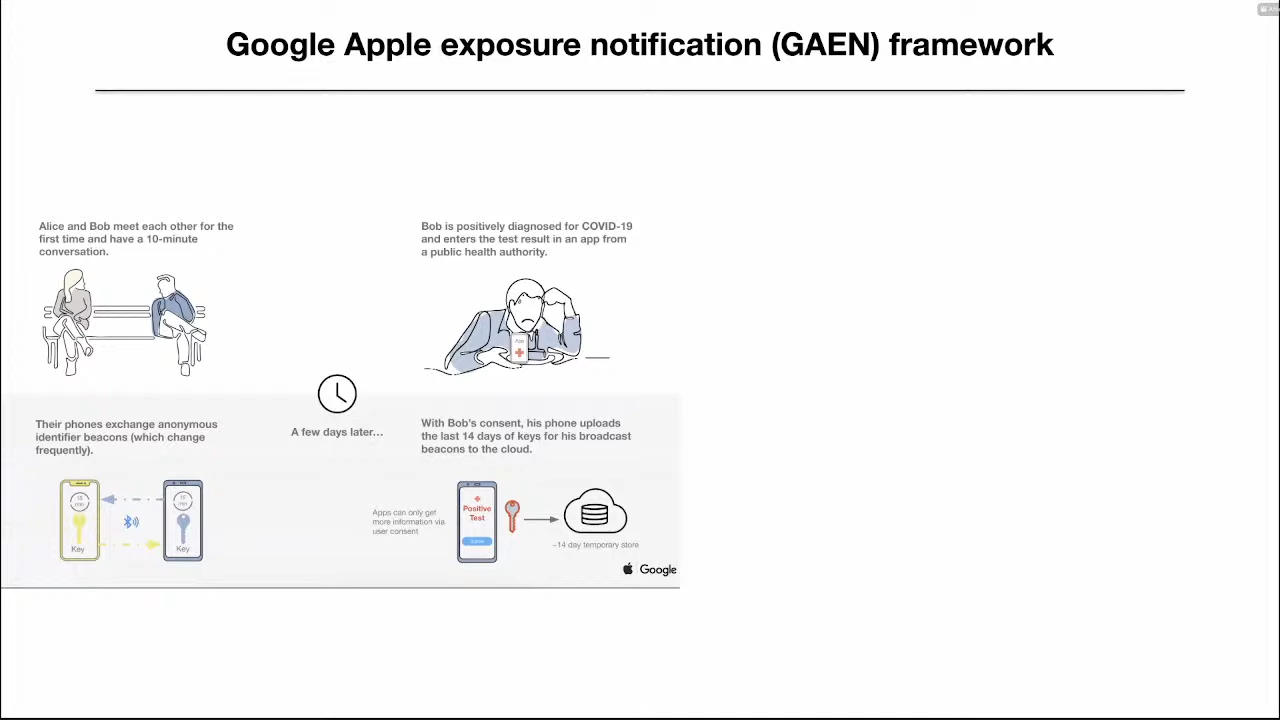 Google Apple exposure notification (GAEN) framework
Alice and Bob meet each other for the
first time and have a 10-minute
conversation.
Bob is positively diagnosed for COVID-19
and enters the test result in an app from
a public health authority.
App
Their phones exchange anonymous
identifier beacons (which change
frequently).
A few days later…
With Bob's consent, his phone uploads
the last 14 days of keys for his broadcast
beacons to the cloud.
min
Key
min
Key
Apps can only get
more information via
user consent
Positive
Test
~14 day temporary store
Google